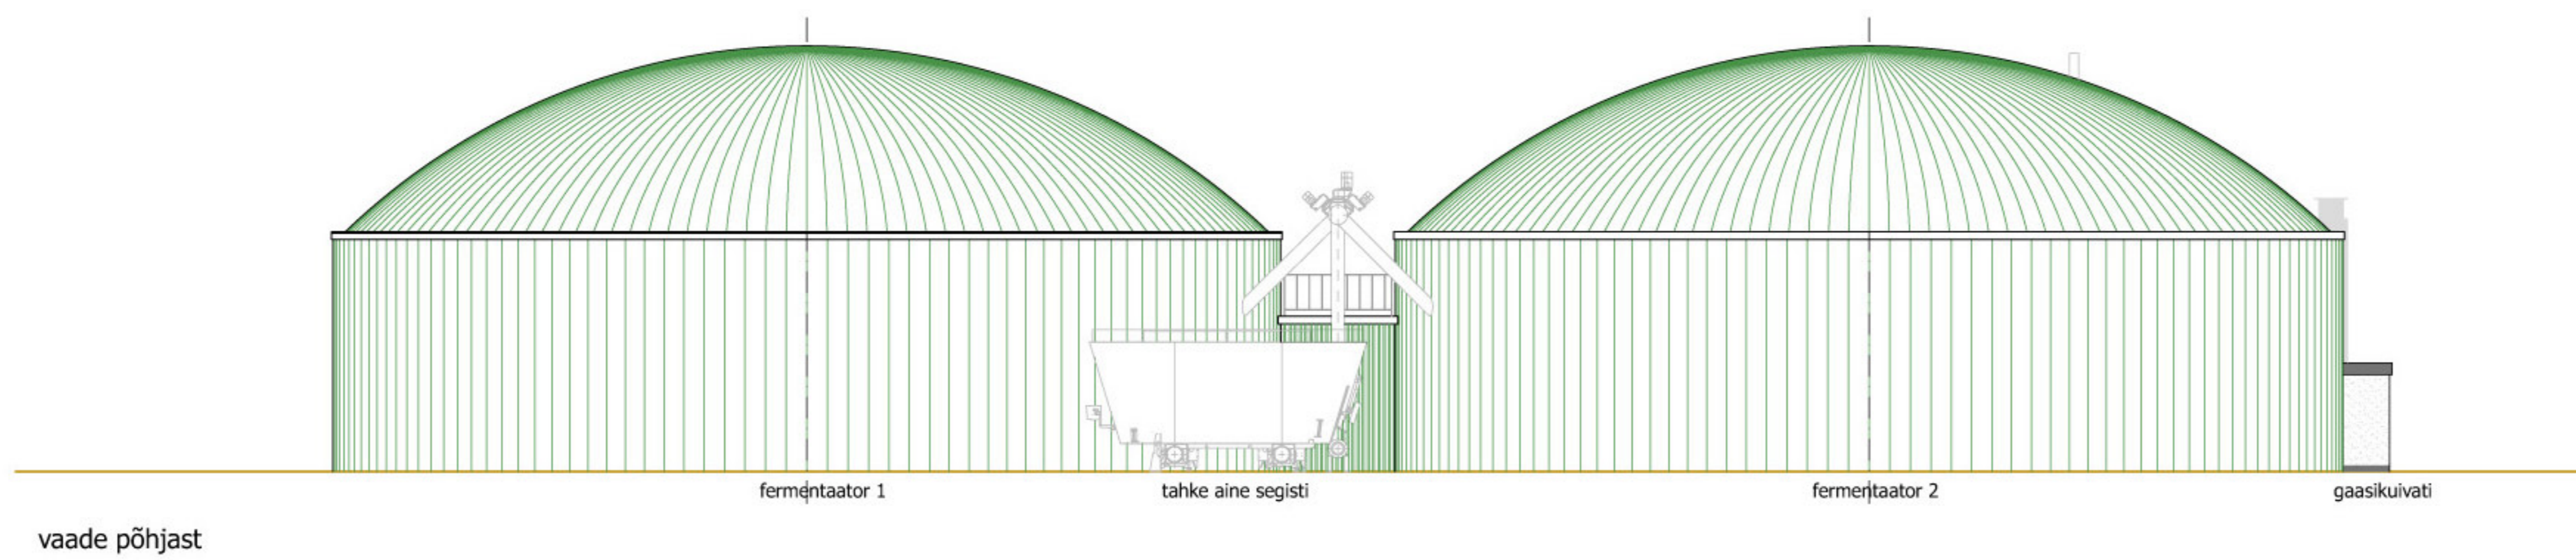 fermentaator 1
tahke aine segisti
fermentaator 2
gaasikuivati
vaade põhjast